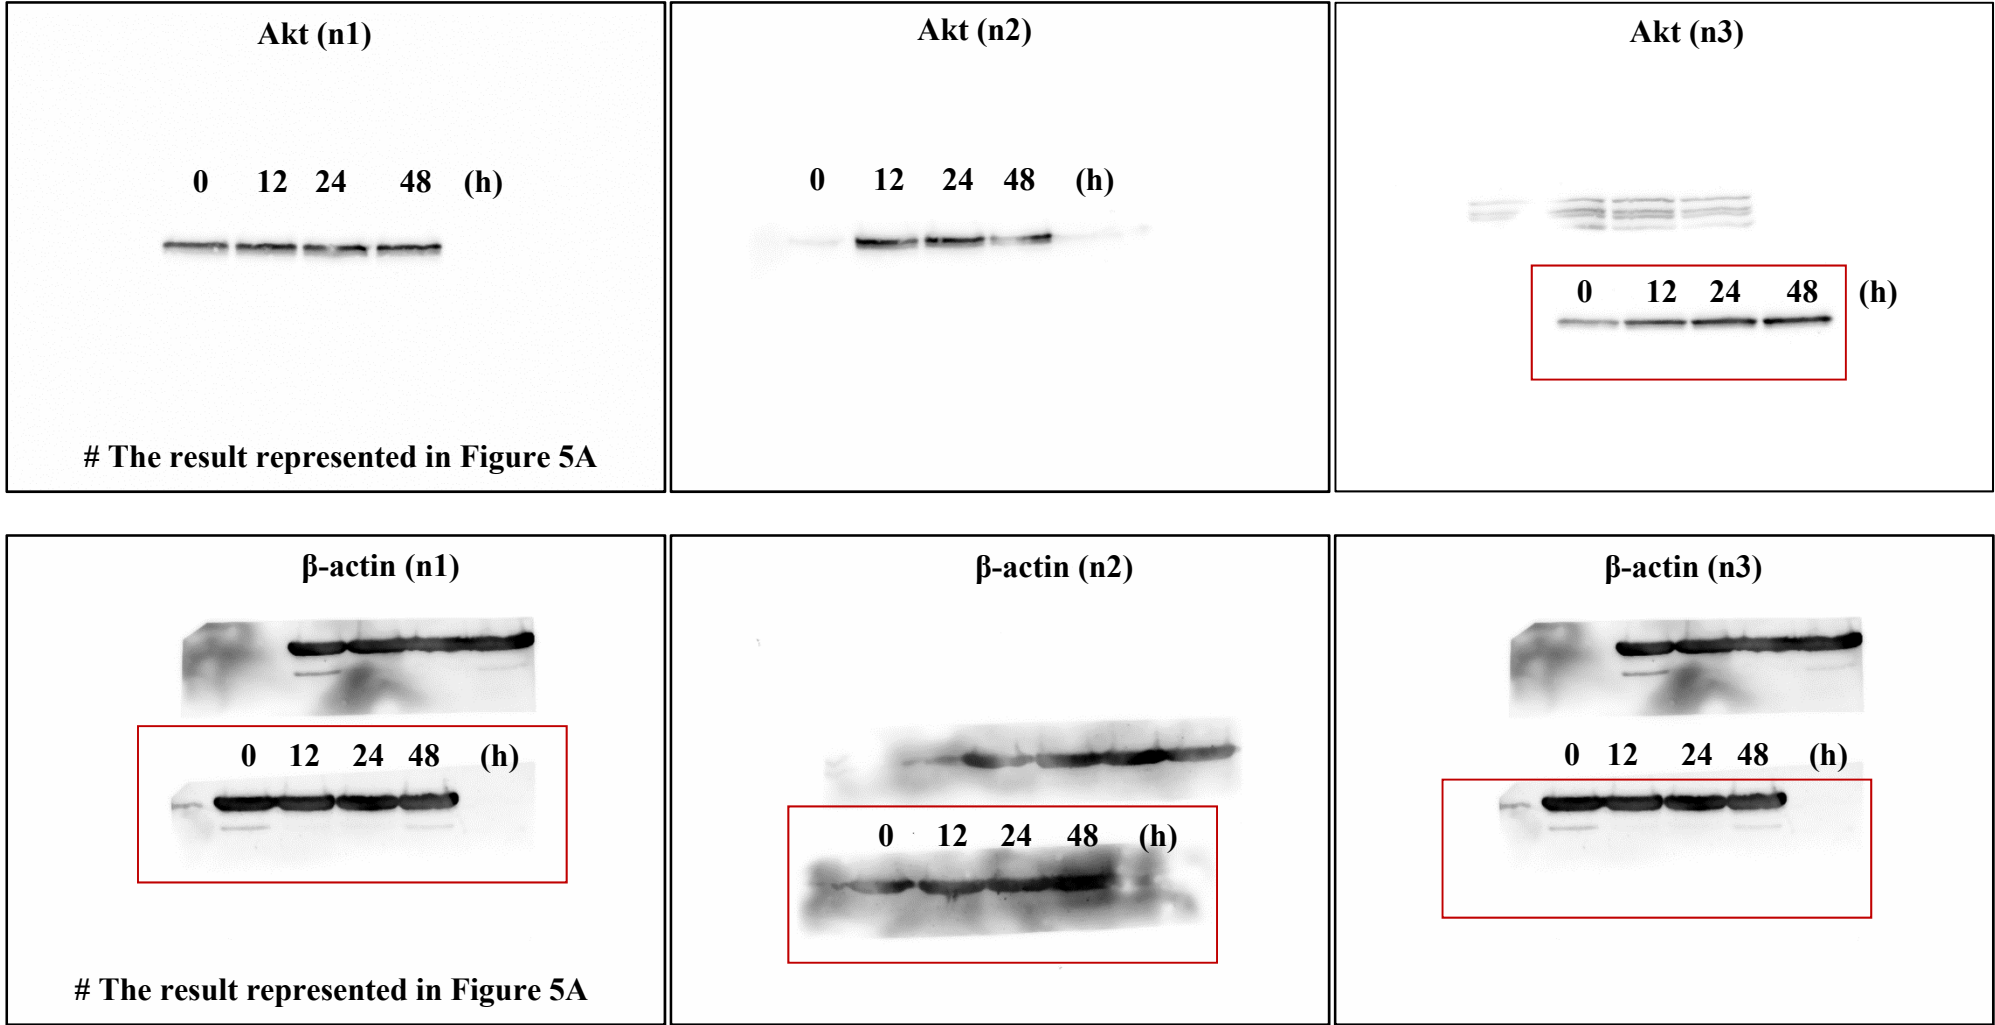 Akt (n1)
0 12 24 48 (h)
# The result represented in Figure 5A
Akt (n2)
0 12 24 48 (h)
Akt (n3)
0 12 24 48 (h)
β-actin (n1)
0 12 24 48 (h)
# The result represented in Figure 5A
β-actin (n2)
0 12 24 48 (h)
β-actin (n3)
0 12 24 48 (h)